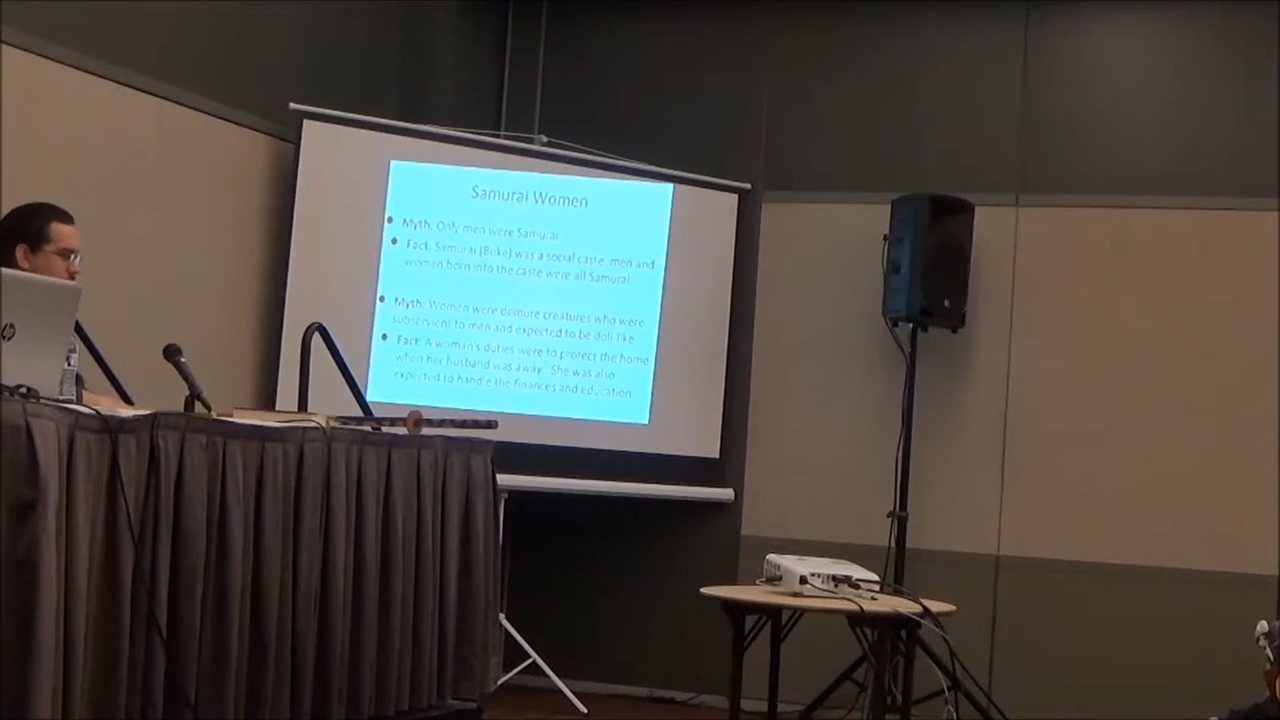 Samurai Women
Myth: Only men were Samurai
Fact: Samurai (Buke) was a social caste, men and
women born into the caste were all Samurai.
Myth: Women were demure creatures who were
subservient to men and expected to be doll-like
Fact: A woman's duties were to protect the home
when her husband was away. She was also
expected to handle the finances and education
hp